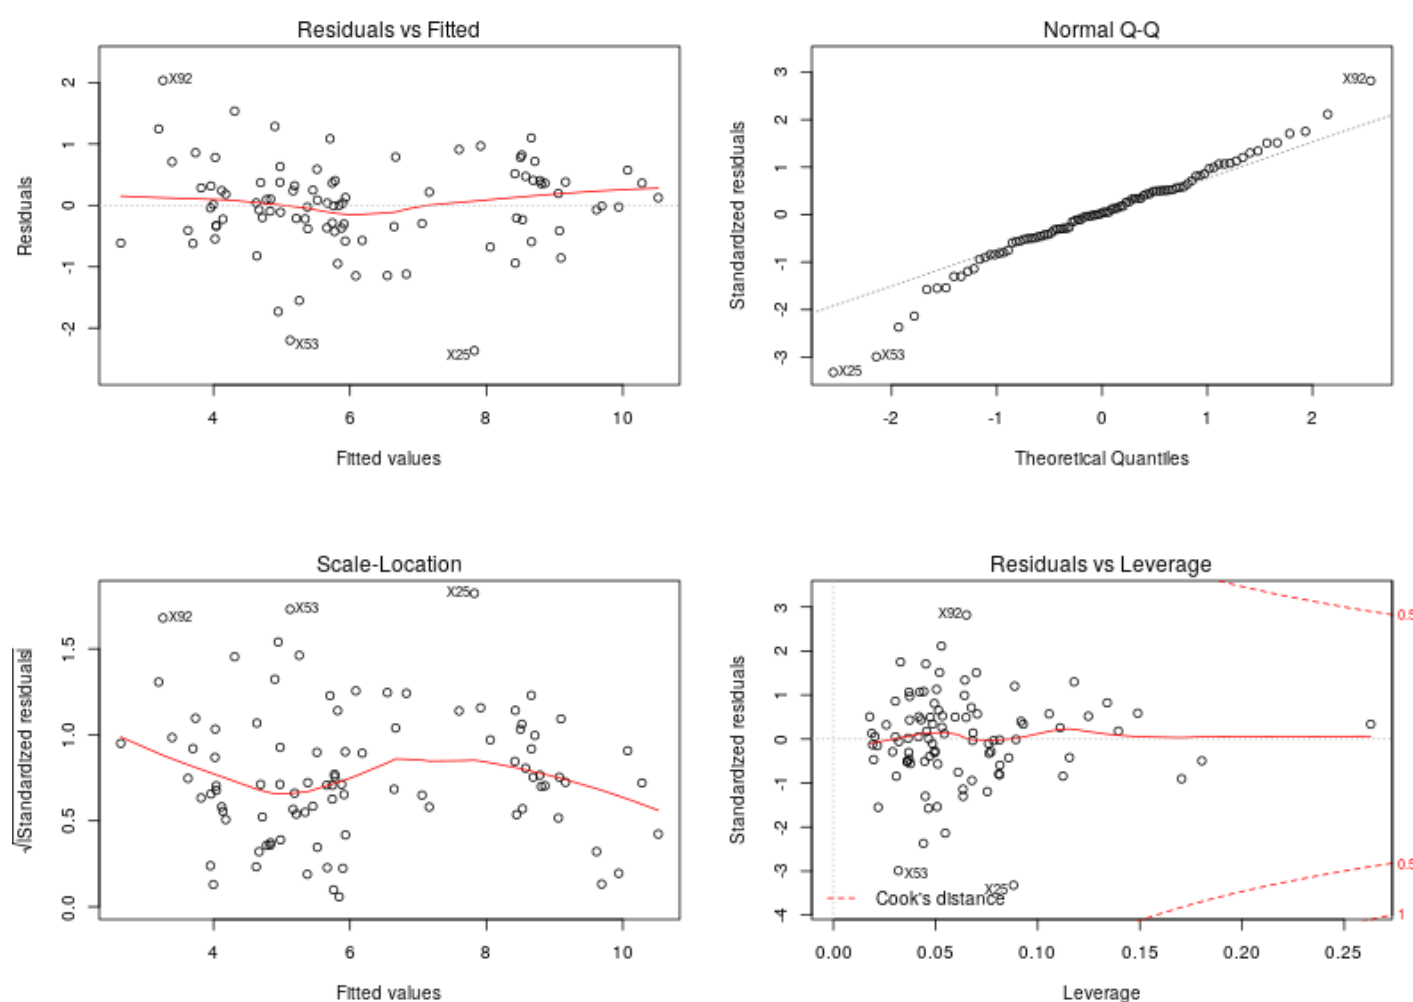 Residuals vs Fitted
Residuals
2
1
0
-1
-2
X92
X53
X25
4 6 8 10
Fitted values
Normal Q-Q
Standardized residuals
3
2
1
0
-1
-2
-3
X92
X53
X25
-2 -1 0 1 2
Theoretical Quantiles
Scale-Location
√|Standardized residuals|
1.5
1.0
0.5
0.0
X25
X53
X92
4 6 8 10
Fitted values
Residuals vs Leverage
Standardized residuals
3
2
1
0
-1
-2
-3
-4
X92
0.5
0.5
X53
X25
Cook's distance
1
0.00 0.05 0.10 0.15 0.20 0.25
Leverage